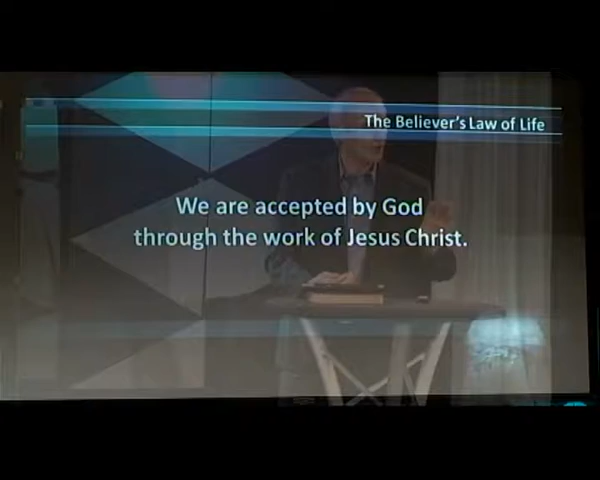 The Believer's Law of Life
We are accepted by God
through the work of Jesus Christ.